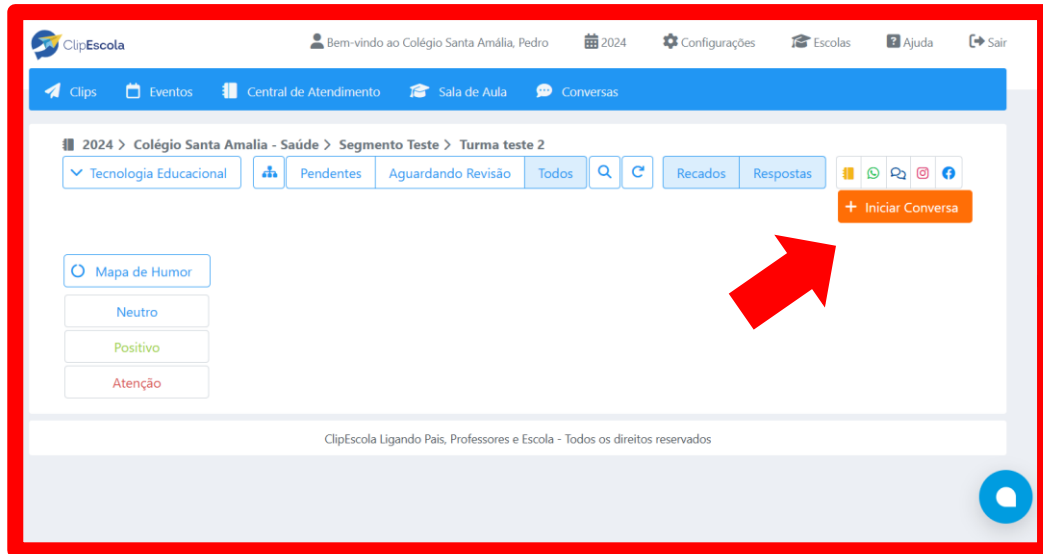 ClipEscola
Bem-vindo ao Colégio Santa Amália, Pedro
2024
Configurações
Escolas
Ajuda
Sair
Clips
Eventos
Central de Atendimento
Sala de Aula
Conversas
2024 > Colégio Santa Amalia - Saúde > Segmento Teste > Turma teste 2
Tecnologia Educacional
Pendentes
Aguardando Revisão
Todos
Recados
Respostas
+ Iniciar Conversa
Mapa de Humor
Neutro
Positivo
Atenção
ClipEscola Ligando Pais, Professores e Escola - Todos os direitos reservados